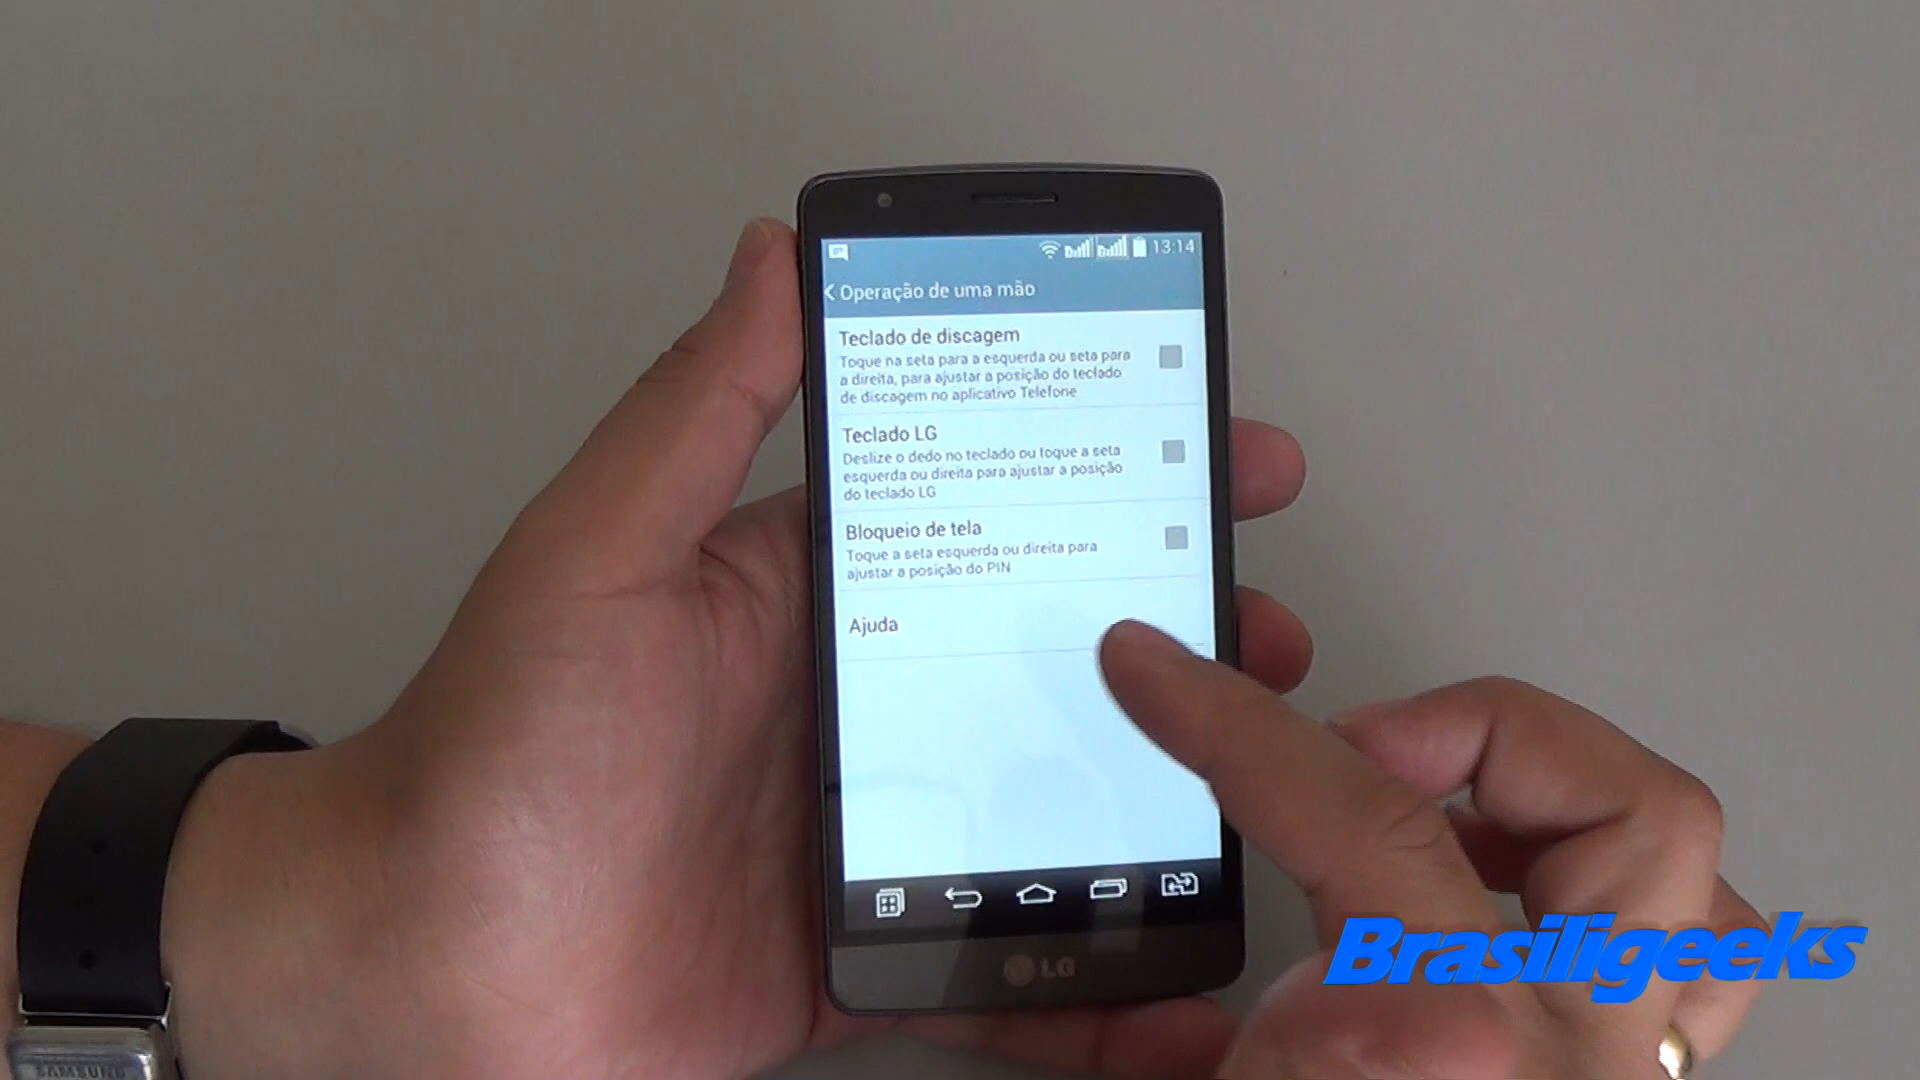 13:14
Operação de uma mão
Teclado de discagem
Toque na seta para a esquerda ou seta para
a direita, para ajustar a posição do teclado
de discagem no aplicativo Telefone
Teclado LG
Deslize o dedo no teclado ou toque a seta
esquerda ou direita para ajustar a posição
do teclado LG
Bloqueio de tela
Toque a seta esquerda ou direita para
ajustar a posição do PIN
Ajuda
LG
Brasiligeeks
SAMSUNG